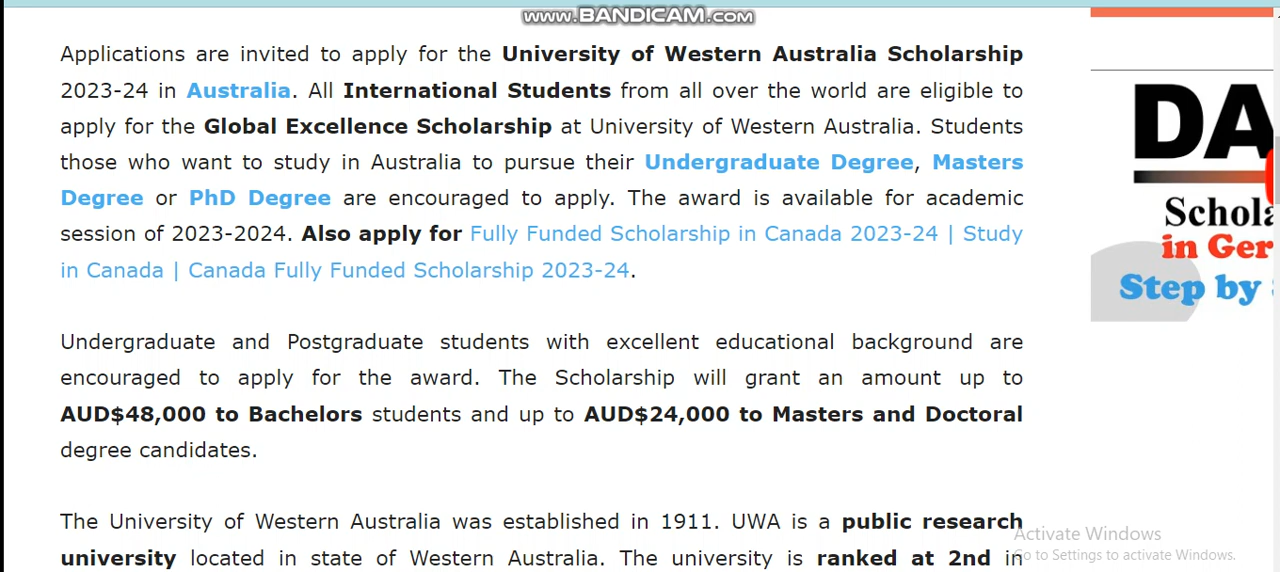 www.BANDICAM.com
Applications are invited to apply for the University of Western Australia Scholarship
2023-24 in Australia. All International Students from all over the world are eligible to
apply for the Global Excellence Scholarship at University of Western Australia. Students
those who want to study in Australia to pursue their Undergraduate Degree, Masters
Degree or PhD Degree are encouraged to apply. The award is available for academic
session of 2023-2024. Also apply for Fully Funded Scholarship in Canada 2023-24 | Study
in Canada | Canada Fully Funded Scholarship 2023-24.
Undergraduate and Postgraduate students with excellent educational background are
encouraged to apply for the award. The Scholarship will grant an amount up to
AUD$48,000 to Bachelors students and up to AUD$24,000 to Masters and Doctoral
degree candidates.
The University of Western Australia was established in 1911. UWA is a public research
university located in state of Western Australia. The university is ranked at 2nd in
DA
Schola
in Ger
Step by
Activate Windows
Go to Settings to activate Windows.